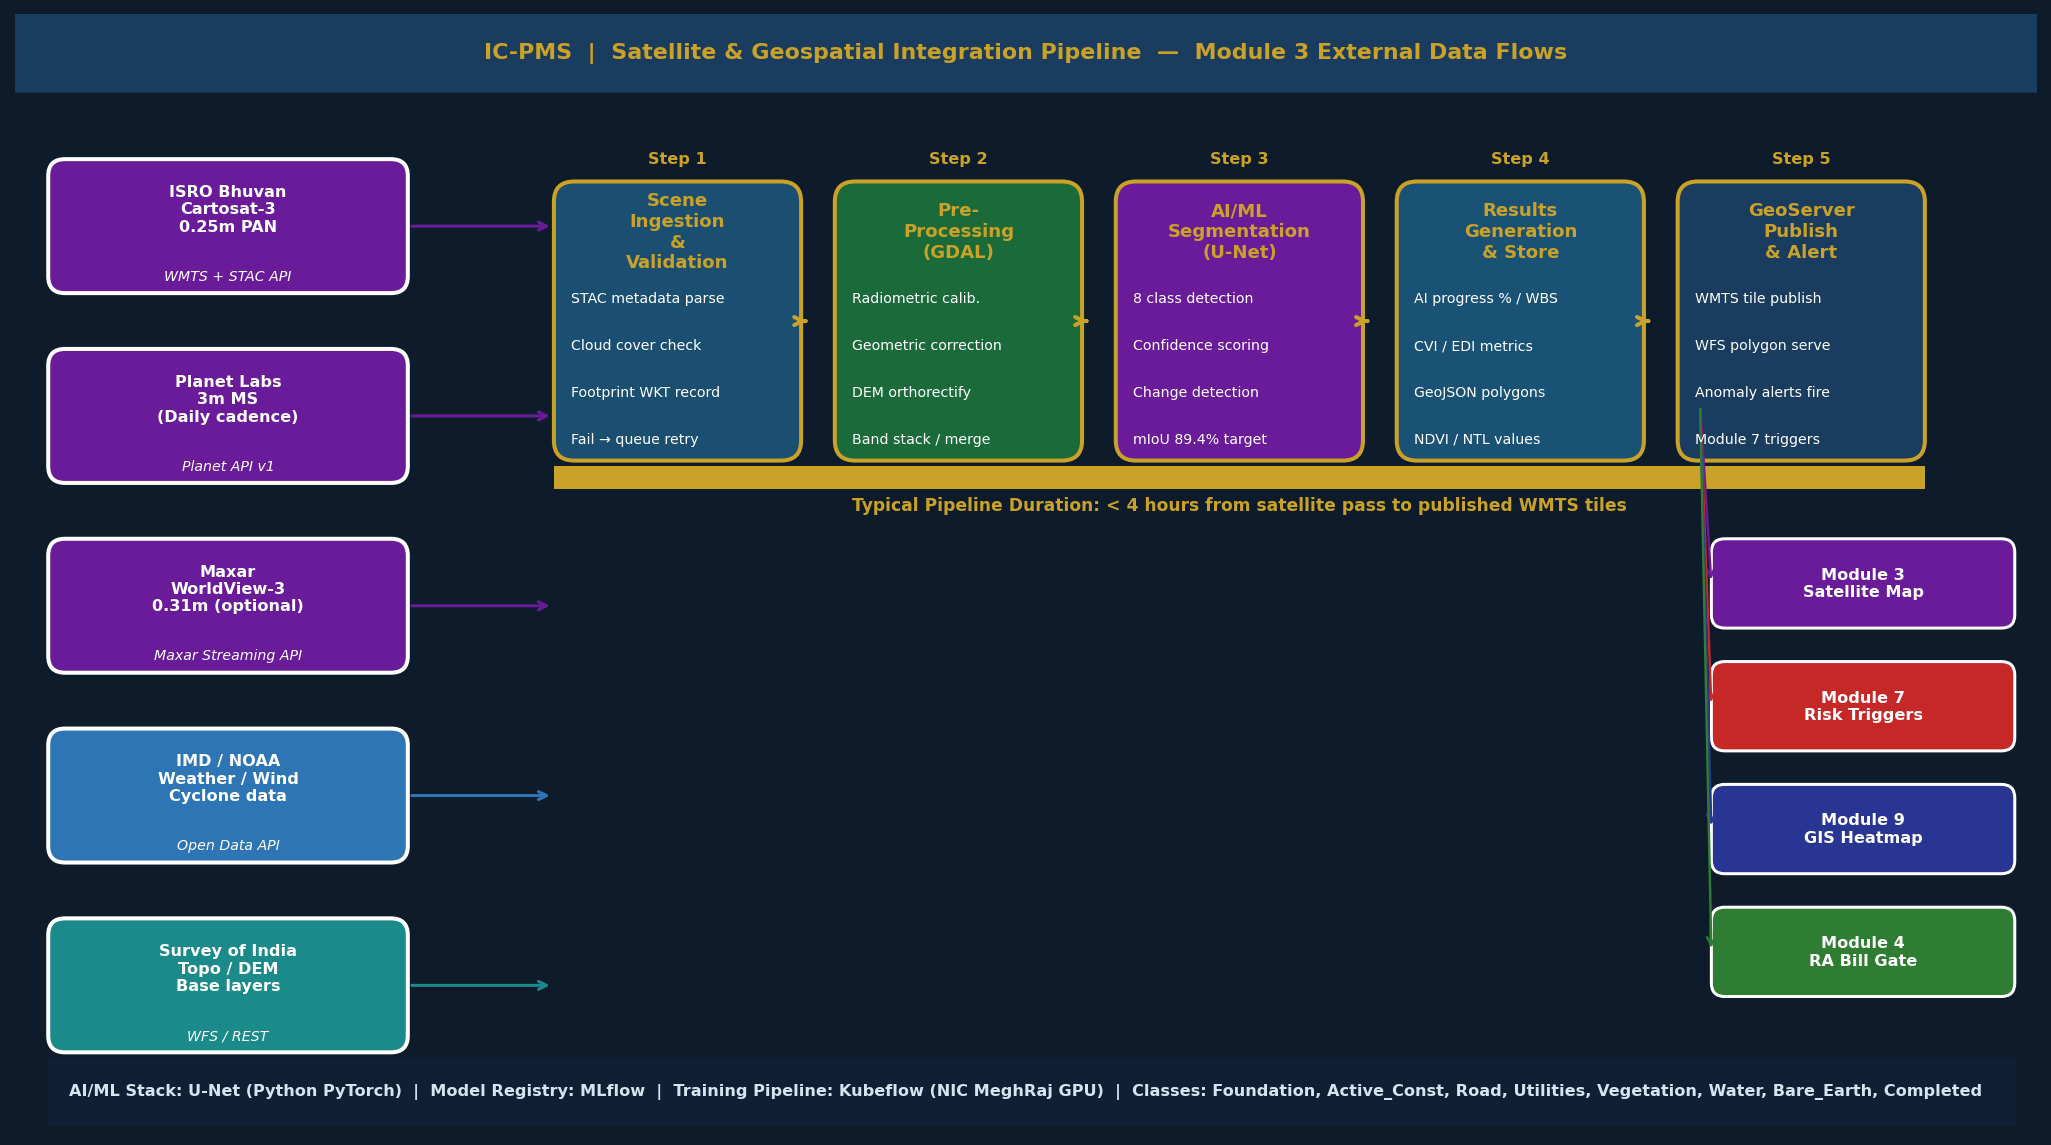 IC-PMS | Satellite & Geospatial Integration Pipeline — Module 3 External Data Flows
ISRO Bhuvan
Cartosat-3
0.25m PAN
WMTS + STAC API
Planet Labs
3m MS
(Daily cadence)
Planet API v1
Maxar
WorldView-3
0.31m (optional)
Maxar Streaming API
IMD / NOAA
Weather / Wind
Cyclone data
Open Data API
Survey of India
Topo / DEM
Base layers
WFS / REST
Step 1
Scene
Ingestion
&
Validation
STAC metadata parse
Cloud cover check
Footprint WKT record
Fail → queue retry
Step 2
Pre-
Processing
(GDAL)
Radiometric calib.
Geometric correction
DEM orthorectify
Band stack / merge
Step 3
AI/ML
Segmentation
(U-Net)
8 class detection
Confidence scoring
Change detection
mIoU 89.4% target
Step 4
Results
Generation
& Store
AI progress % / WBS
CVI / EDI metrics
GeoJSON polygons
NDVI / NTL values
Step 5
GeoServer
Publish
& Alert
WMTS tile publish
WFS polygon serve
Anomaly alerts fire
Module 7 triggers
Typical Pipeline Duration: < 4 hours from satellite pass to published WMTS tiles
Module 3
Satellite Map
Module 7
Risk Triggers
Module 9
GIS Heatmap
Module 4
RA Bill Gate
AI/ML Stack: U-Net (Python PyTorch) | Model Registry: MLflow | Training Pipeline: Kubeflow (NIC MeghRaj GPU) | Classes: Foundation, Active_Const, Road, Utilities, Vegetation, Water, Bare_Earth, Completed